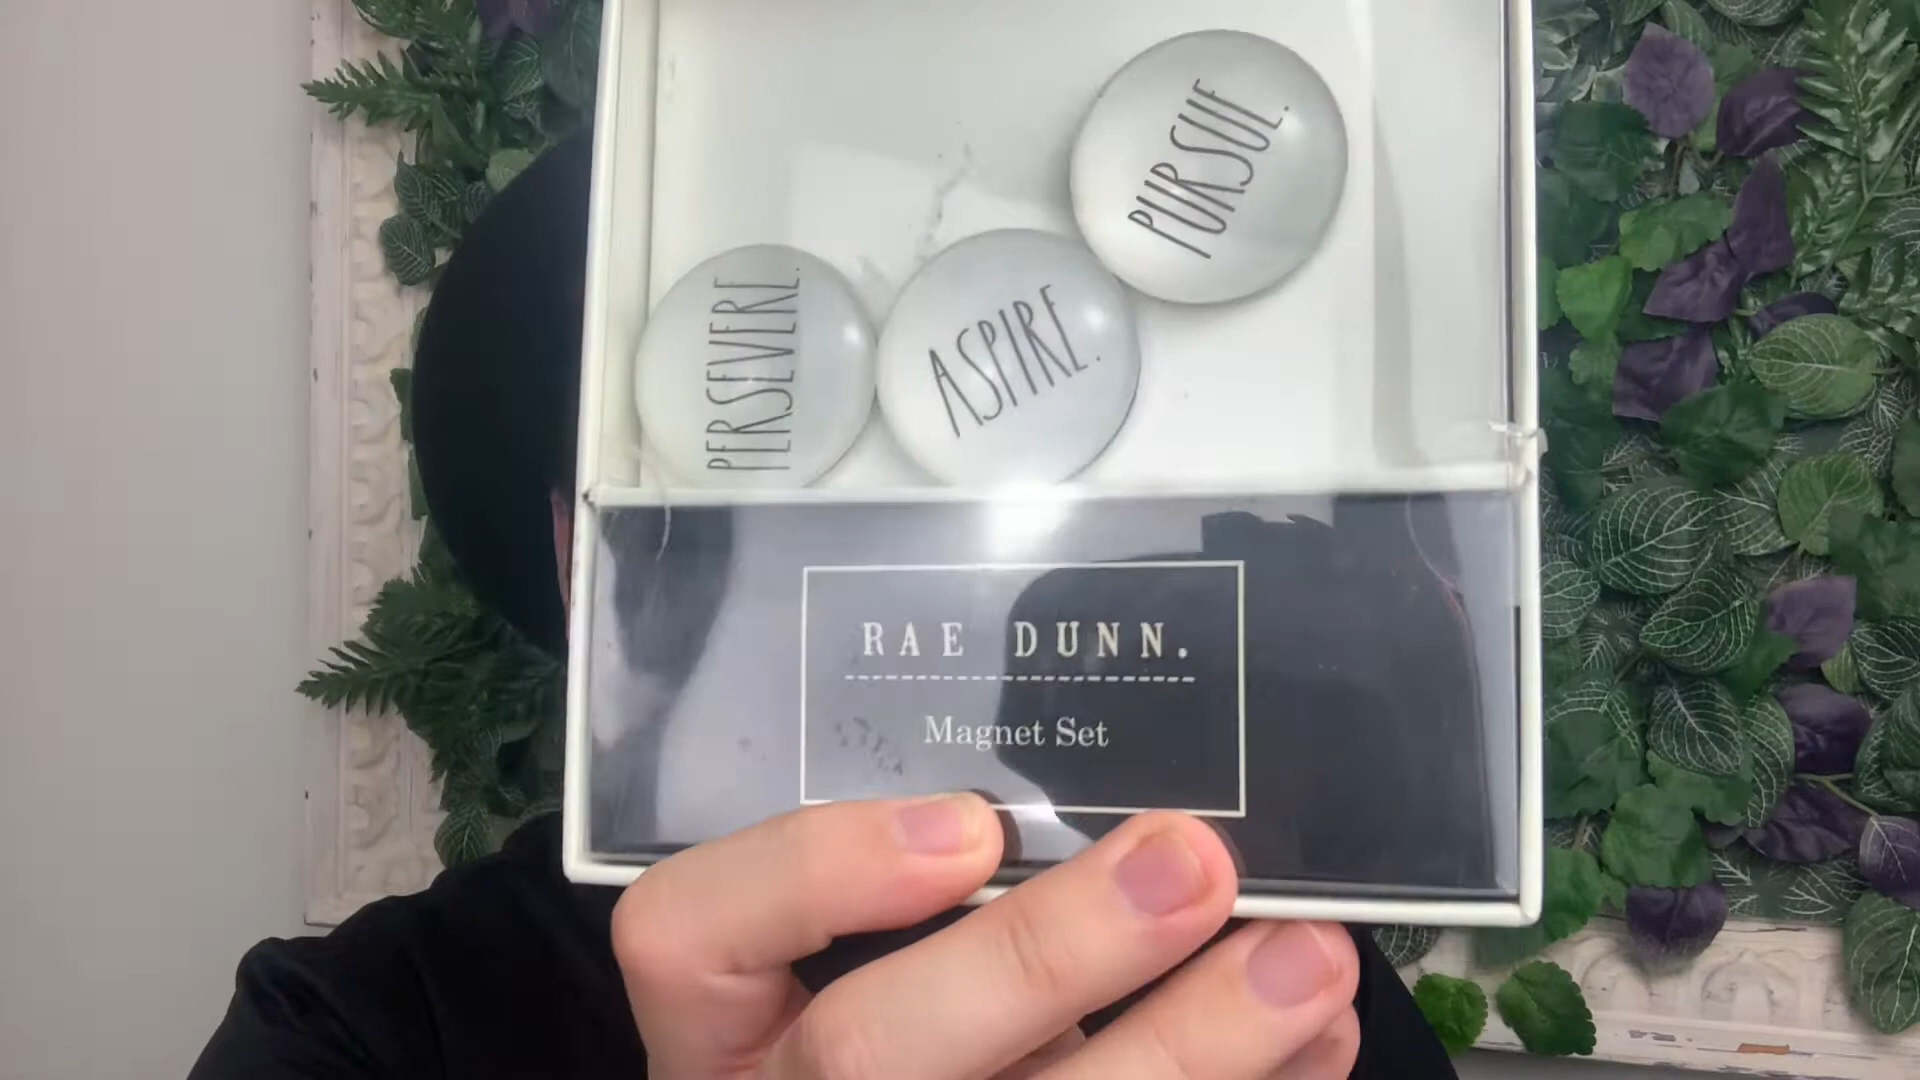 PURSUE.
PERSEVERE.
ASPIRE.
RAE DUNN.
Magnet Set